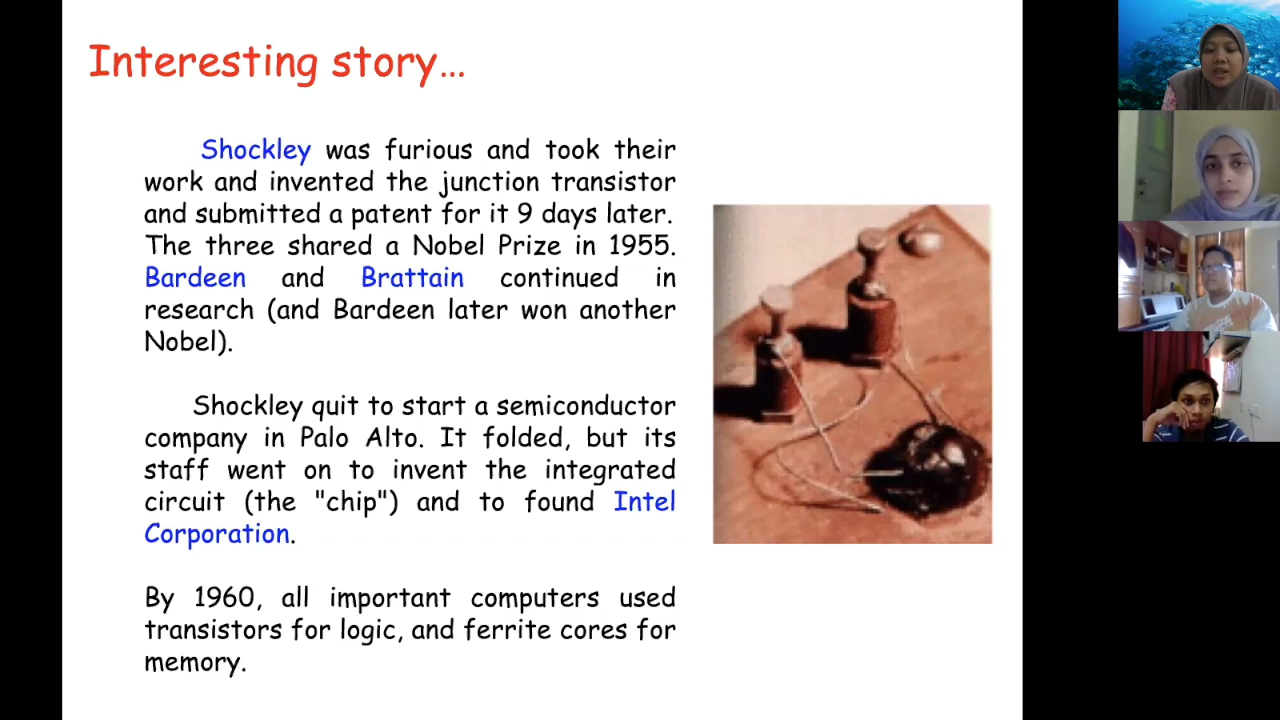 Interesting story...
Shockley was furious and took their
work and invented the junction transistor
and submitted a patent for it 9 days later.
The three shared a Nobel Prize in 1955.
Bardeen and Brattain continued in
research (and Bardeen later won another
Nobel).
Shockley quit to start a semiconductor
company in Palo Alto. It folded, but its
staff went on to invent the integrated
circuit (the "chip") and to found Intel
Corporation.
By 1960, all important computers used
transistors for logic, and ferrite cores for
memory.